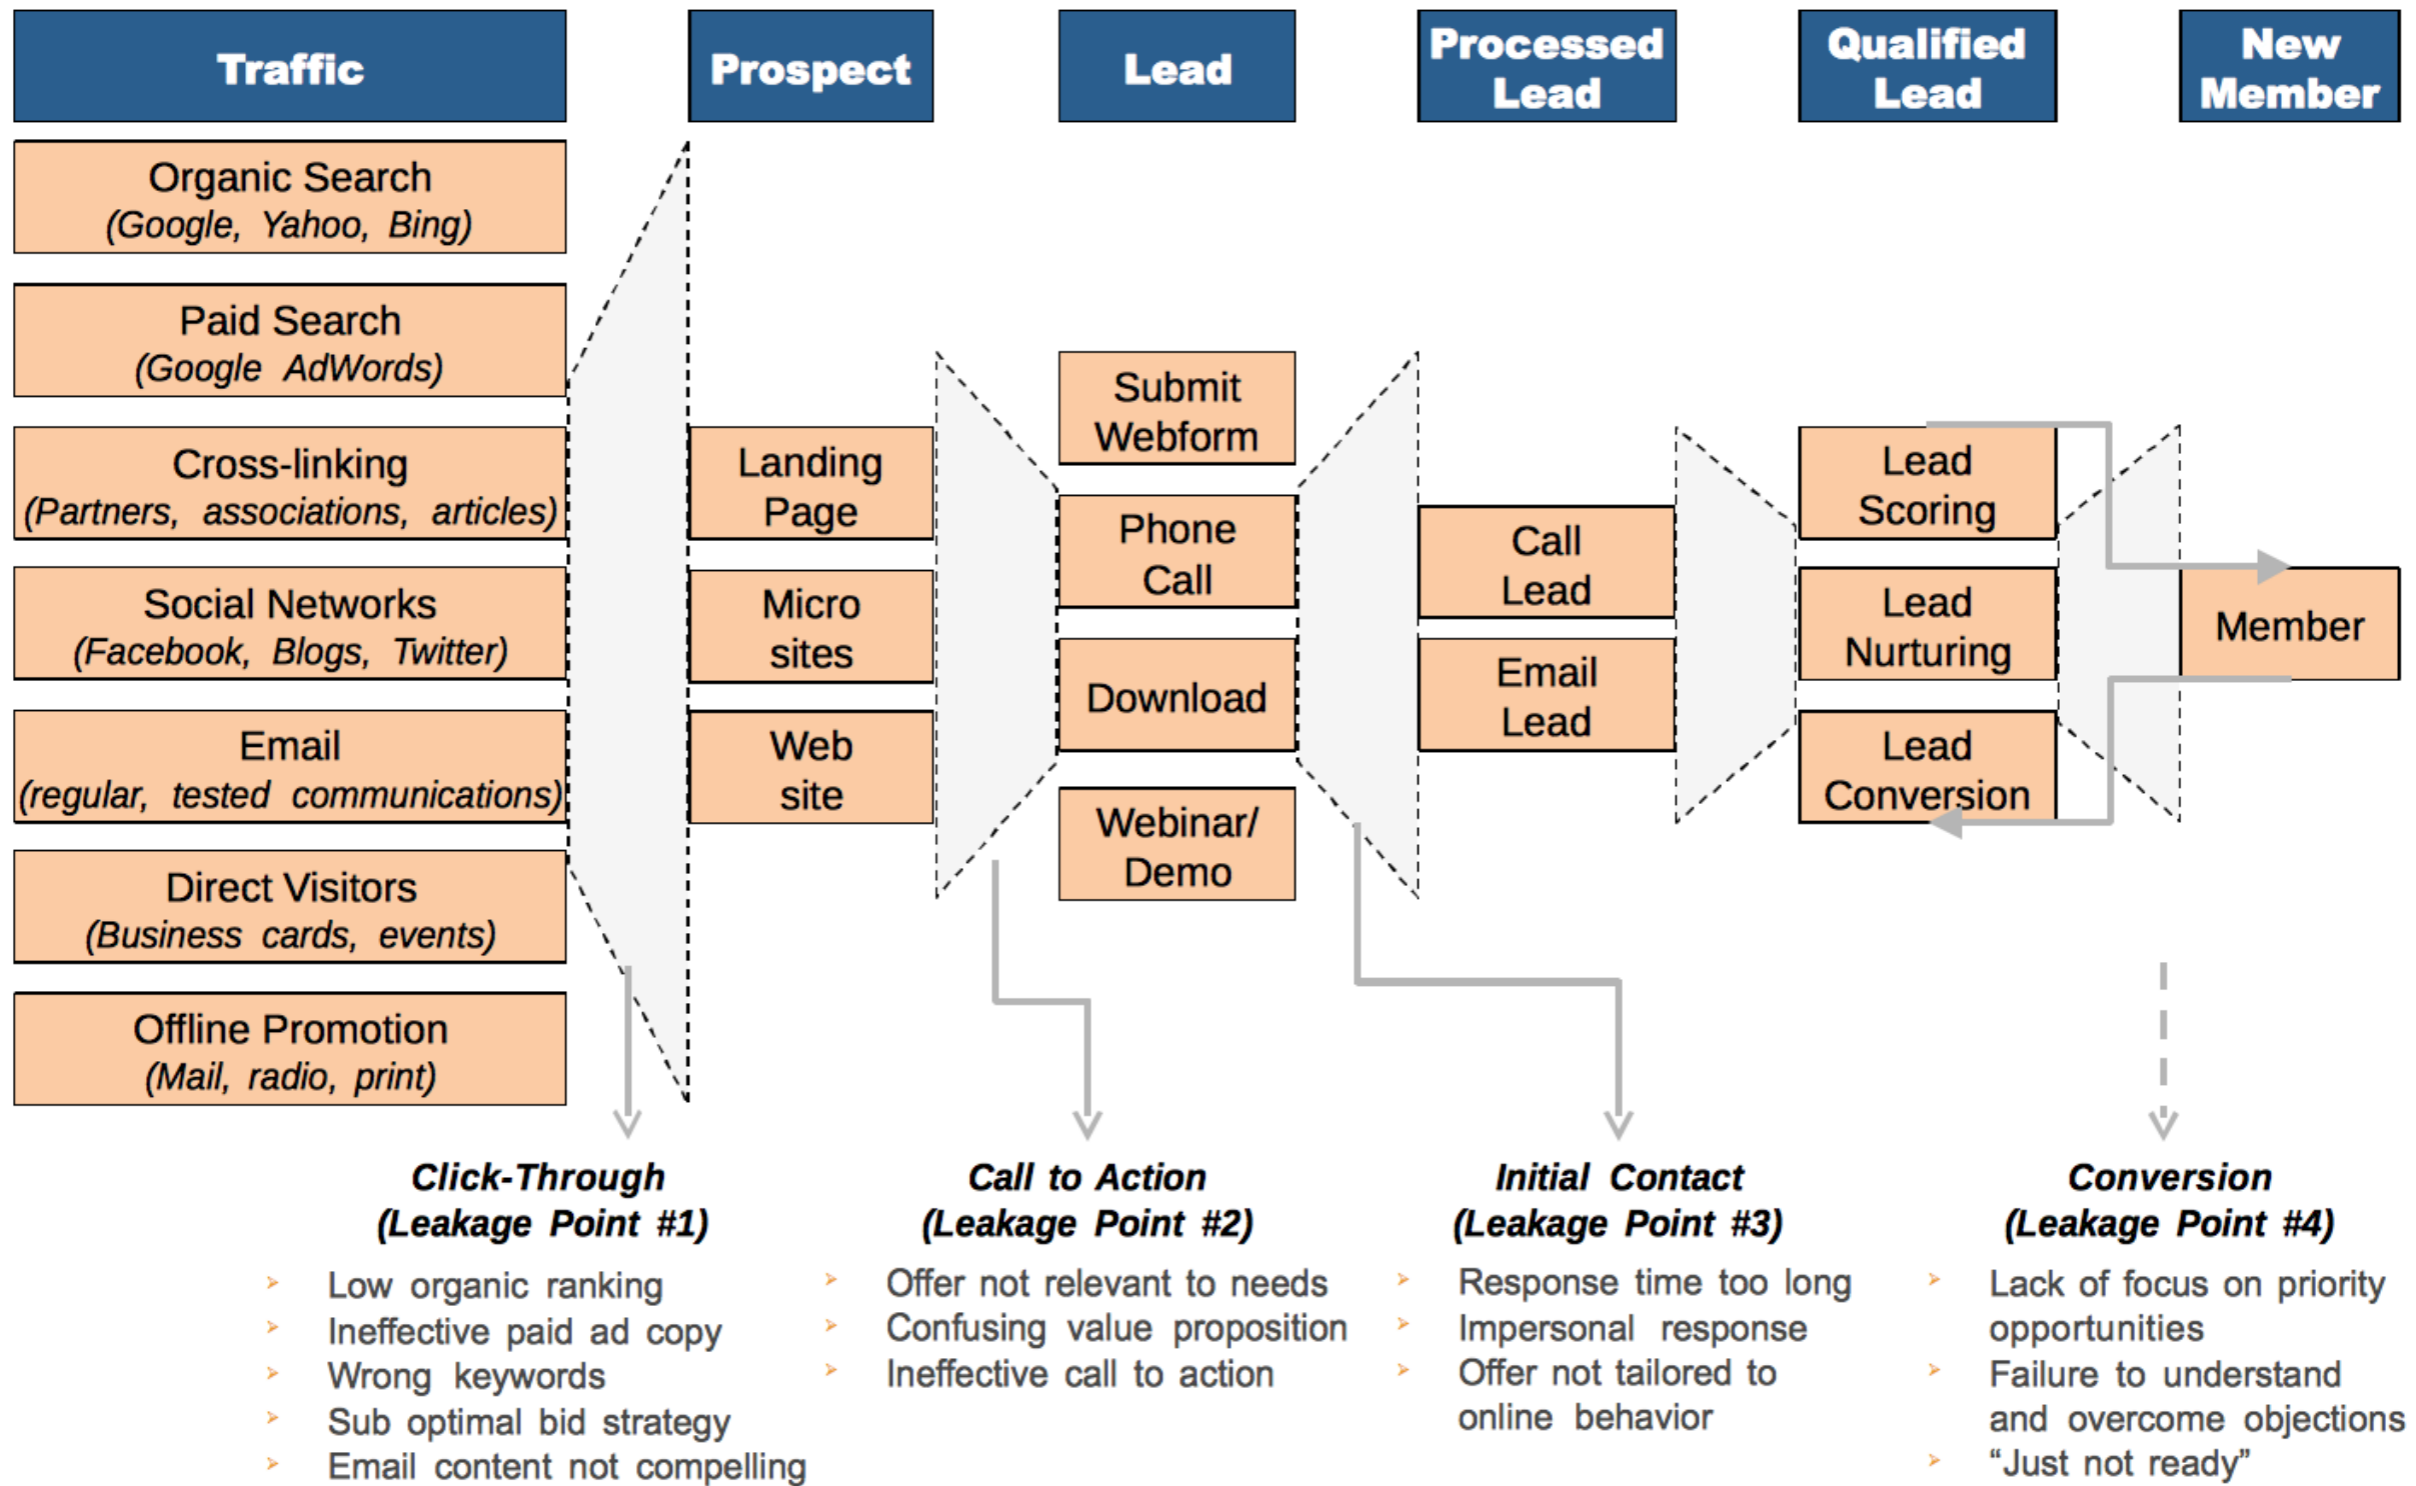 Traffic
Prospect
Lead
Processed
Lead
Qualified
Lead
New
Member
Organic Search
(Google, Yahoo, Bing)
Paid Search
(Google AdWords)
Cross-linking
(Partners, associations, articles)
Social Networks
(Facebook, Blogs, Twitter)
Email
(regular, tested communications)
Direct Visitors
(Business cards, events)
Offline Promotion
(Mail, radio, print)
Landing
Page
Micro
sites
Web
site
Submit
Webform
Phone
Call
Download
Webinar/
Demo
Call
Lead
Email
Lead
Lead
Scoring
Lead
Nurturing
Lead
Conversion
Member
Click-Through
(Leakage Point #1)
Low organic ranking
Ineffective paid ad copy
Wrong keywords
Sub optimal bid strategy
Email content not compelling
Call to Action
(Leakage Point #2)
Offer not relevant to needs
Confusing value proposition
Ineffective call to action
Initial Contact
(Leakage Point #3)
Response time too long
Impersonal response
Offer not tailored to
online behavior
Conversion
(Leakage Point #4)
Lack of focus on priority
opportunities
Failure to understand
and overcome objections
“Just not ready”